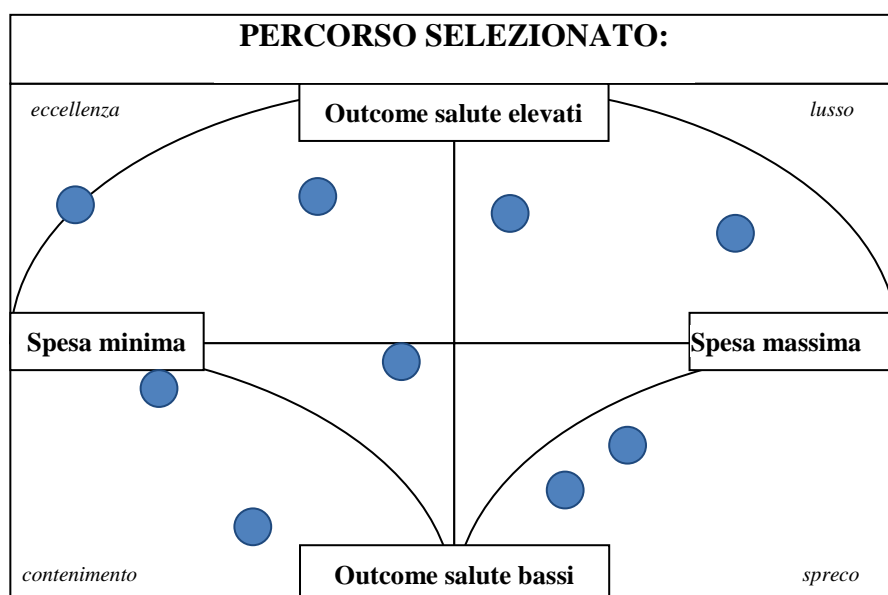 PERCORSO SELEZIONATO:
eccellenza
Outcome salute elevati
lusso
Spesa minima
Spesa massima
contenimento
Outcome salute bassi
spreco